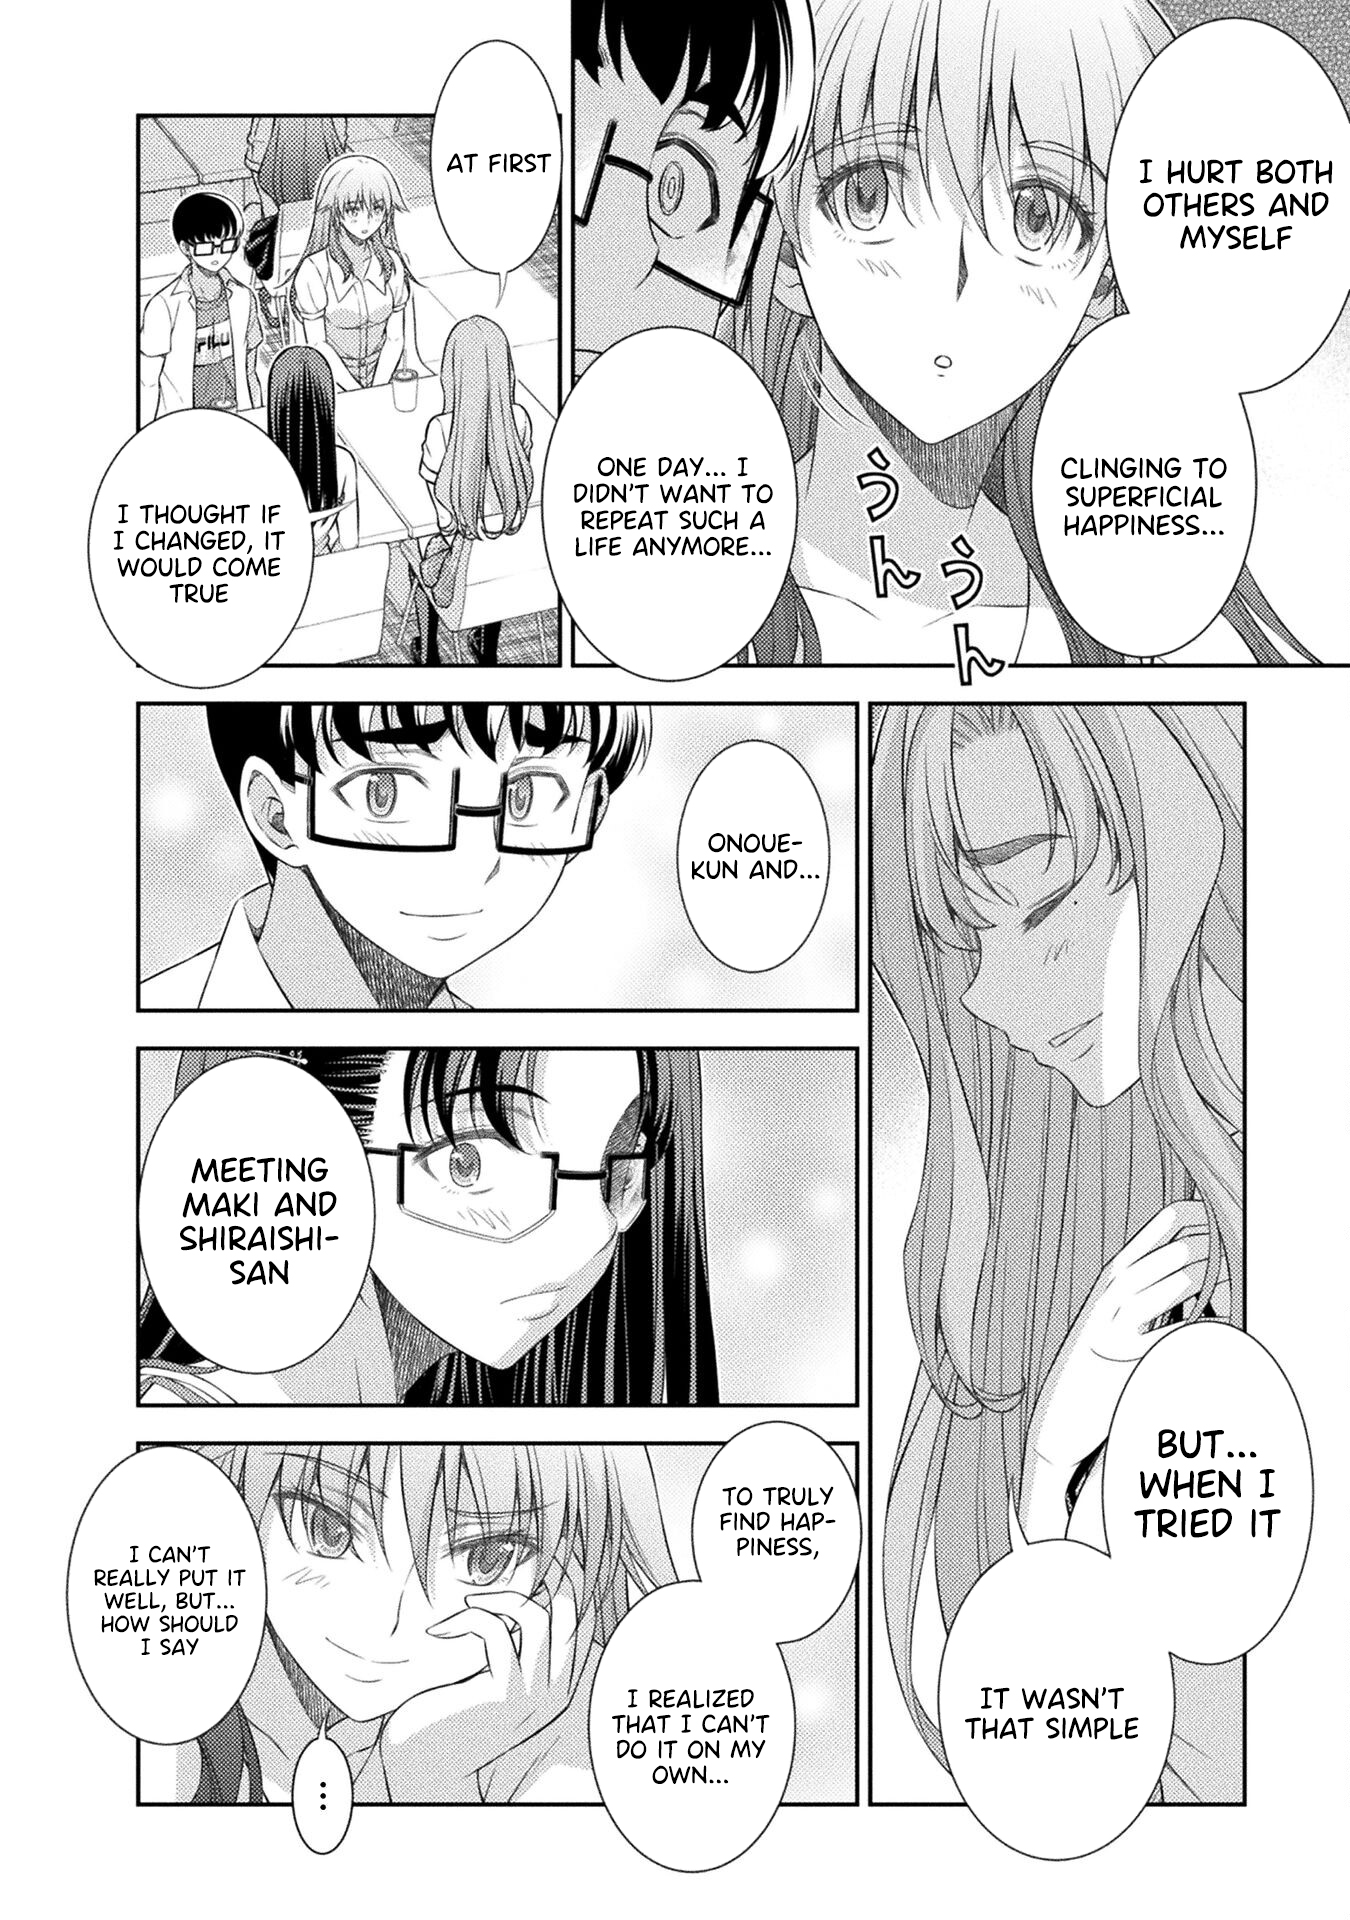 I HURT BOTH
OTHERS AND
MYSELF
CLINGING TO
SUPERFICIAL
HAPPINESS...
うん
うん
ONE DAY... I
DIDN'T WANT TO
REPEAT SUCH A
LIFE ANYMORE...
AT FIRST
FILU
I THOUGHT IF
I CHANGED, IT
WOULD COME
TRUE
BUT...
WHEN I
TRIED IT
IT WASN'T
THAT SIMPLE
ONOUE-
KUN AND...
MEETING
MAKI AND
SHIRAISHI-
SAN
TO TRULY
FIND HAP-
PINESS,
I REALIZED
THAT I CAN'T
DO IT ON MY
OWN...
...
I CAN'T
REALLY PUT IT
WELL, BUT...
HOW SHOULD
I SAY